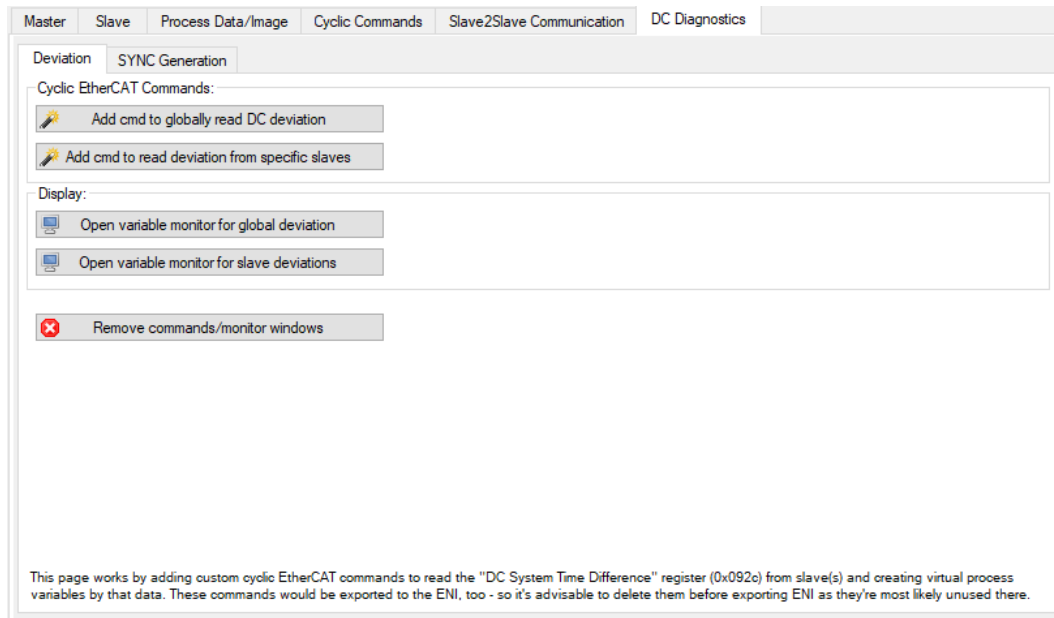 Master Slave Process Data/Image Cyclic Commands Slave2Slave Communication DC Diagnostics
Deviation SYNC Generation
Cyclic EtherCAT Commands:
Add cmd to globally read DC deviation
Add cmd to read deviation from specific slaves
Display:
Open variable monitor for global deviation
Open variable monitor for slave deviations
Remove commands/monitor windows
This page works by adding custom cyclic EtherCAT commands to read the "DC System Time Difference" register (0x092c) from slave(s) and creating virtual process
variables by that data. These commands would be exported to the ENI, too - so it's advisable to delete them before exporting ENI as they're most likely unused there.